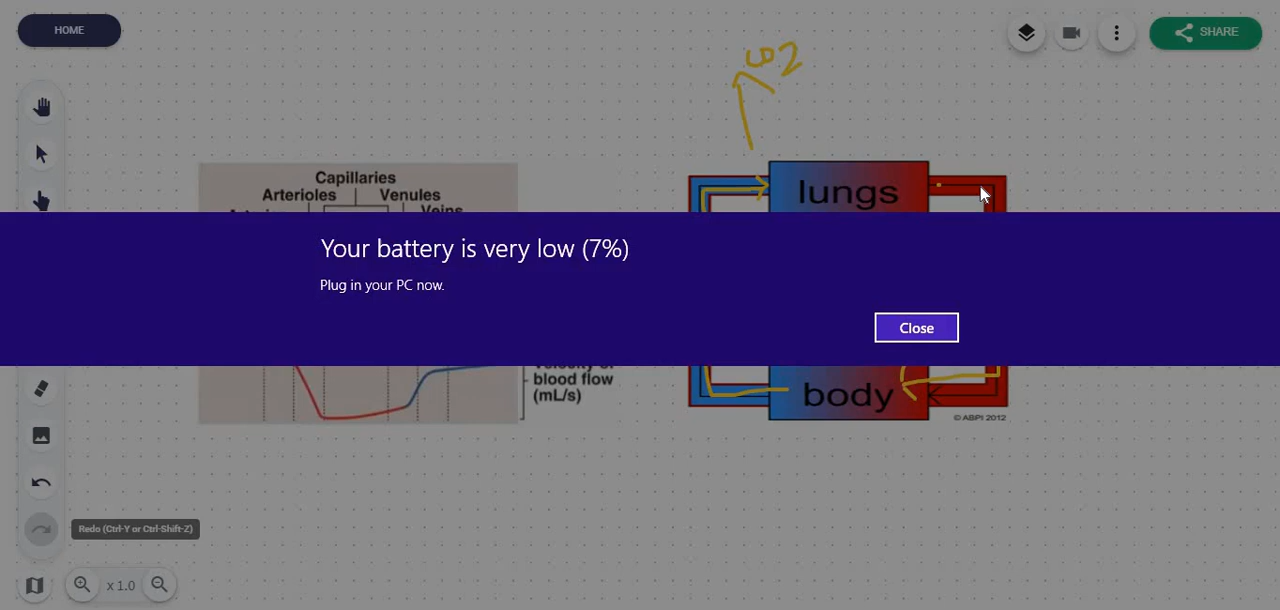 HOME
SHARE
CO2
Capillaries
Arterioles Venules
Veins
lungs
Your battery is very low (7%)
Plug in your PC now.
Close
blood flow
(mL/s)
body
© ABPI 2012
Redo (Ctrl-Y or Ctrl-Shift-Z)
x 1.0